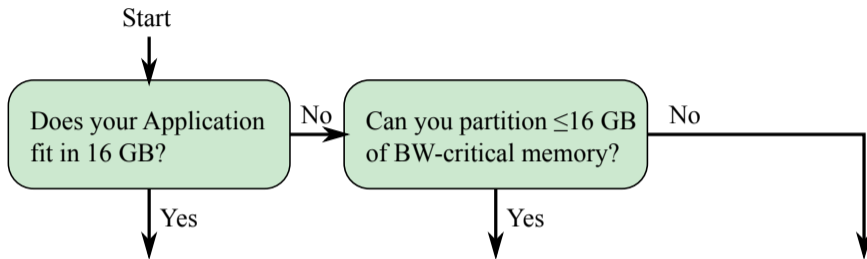 Start
Does your Application
fit in 16 GB?
No
Can you partition ≤16 GB
of BW-critical memory?
No
Yes
Yes